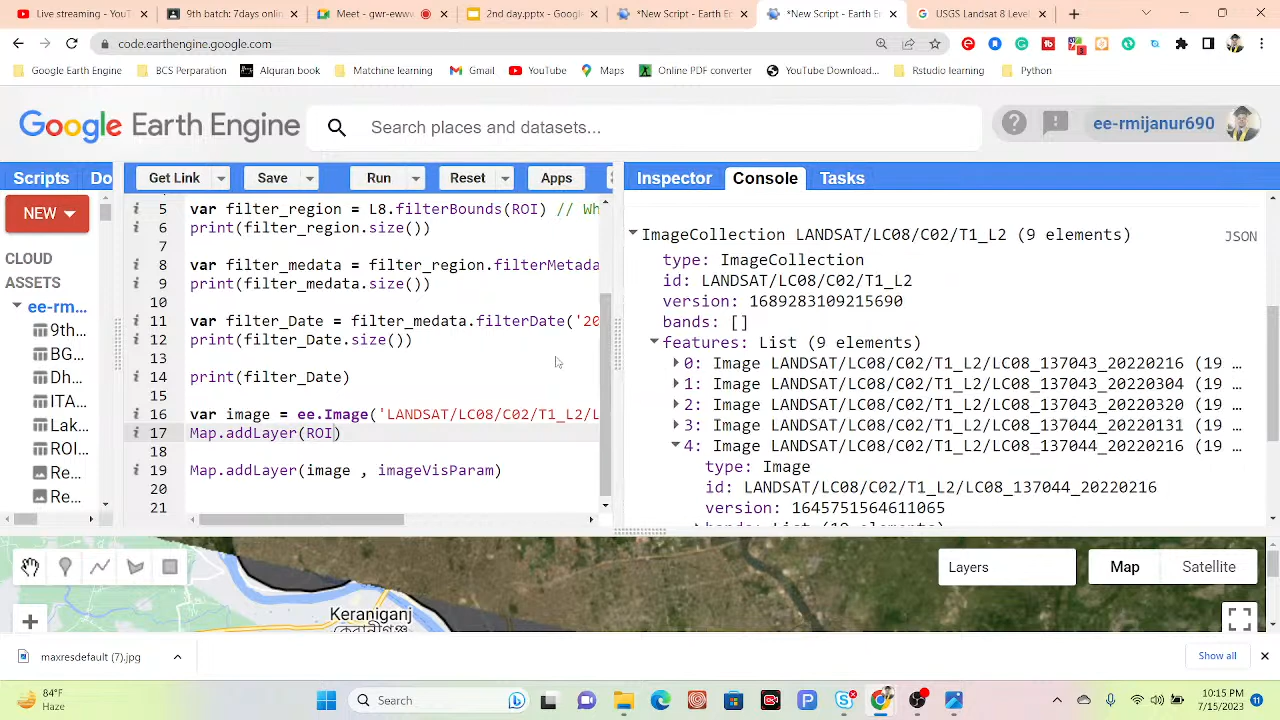 (1) Live streaming - YouT
9th batch: 7days onlin
Meet - gwr-eww
2nd day.pptx - Google
*New Script - Earth En
*New Script - Earth En
USGS Landsat 8 Level
code.earthengine.google.com
Google Earth Engine
BCS Perparation
Alquran book
Matchine learning
Gmail
YouTube
Maps
Online PDF converter
YouTube Download...
Rstudio learning
Python
Google Earth Engine
Search places and datasets...
ee-rmijanur690
Scripts
Do
Get Link
Save
Run
Reset
Apps
Inspector
Console
Tasks
NEW
CLOUD
ASSETS
ee-rm...
9th...
BG...
Dh...
ITA...
Lak...
ROI...
Re...
Re...
5 var filter_region = L8.filterBounds(ROI) // Wh
6 print(filter_region.size())
7
8 var filter_medata = filter_region.filterMetada
9 print(filter_medata.size())
10
11 var filter_Date = filter_medata.filterDate('20
12 print(filter_Date.size())
13
14 print(filter_Date)
15
16 var image = ee.Image('LANDSAT/LC08/C02/T1_L2/L
17 Map.addLayer(ROI)
18
19 Map.addLayer(image , imageVisParam)
20
21
ImageCollection LANDSAT/LC08/C02/T1_L2 (9 elements)
JSON
type: ImageCollection
id: LANDSAT/LC08/C02/T1_L2
version: 1689283109215690
bands: []
features: List (9 elements)
0: Image LANDSAT/LC08/C02/T1_L2/LC08_137043_20220216 (19 …
1: Image LANDSAT/LC08/C02/T1_L2/LC08_137043_20220304 (19 …
2: Image LANDSAT/LC08/C02/T1_L2/LC08_137043_20220320 (19 …
3: Image LANDSAT/LC08/C02/T1_L2/LC08_137044_20220131 (19 …
4: Image LANDSAT/LC08/C02/T1_L2/LC08_137044_20220216 (19 …
type: Image
id: LANDSAT/LC08/C02/T1_L2/LC08_137044_20220216
version: 1645751564611065
Layers
Map
Satellite
Keraniganj
maxresdefault (7).jpg
Show all
84°F
Haze
Search
10:15 PM
7/15/2023